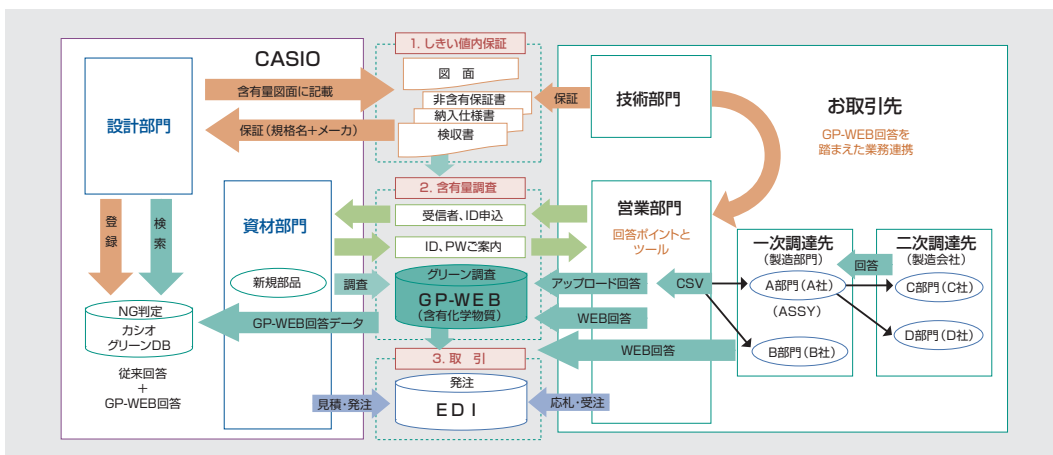 CASIO
設計部門
含有量図面に記載
保証（規格名＋メーカ）
登録
検索
NG判定
カシオ
グリーンDB
従来回答
＋
GP-WEB回答
資材部門
新規部品
調査
GP-WEB回答データ
見積・発注
1. しきい値内保証
図　面
非含有保証書
納入仕様書
検収書
2. 含有量調査
受信者、ID申込
ID、PWご案内
グリーン調査
GP-WEB
（含有化学物質）
3. 取　引
発注
EDI
保証
技術部門
お取引先
GP-WEB回答を
踏まえた業務連携
営業部門
回答ポイントと
ツール
アップロード回答
CSV
WEB回答
WEB回答
応札・受注
一次調達先
（製造部門）
A部門（A社）
（ASSY）
B部門（B社）
回答
二次調達先
（製造会社）
C部門（C社）
D部門（D社）